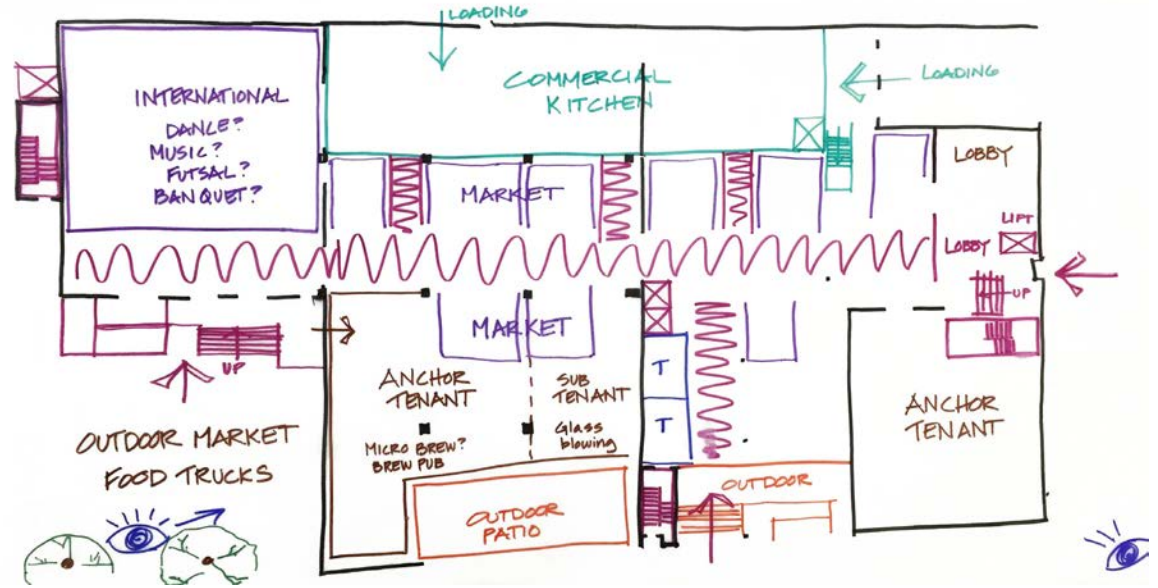 LOADING
COMMERCIAL
KITCHEN
LOADING
INTERNATIONAL
DANCE?
MUSIC?
FUTSAL?
BANQUET?
MARKET
LOBBY
LIFT
LOBBY
UP
MARKET
UP
ANCHOR
TENANT
SUB
TENANT
MICRO BREW?
BREW PUB
Glass
blowing
T
T
ANCHOR
TENANT
OUTDOOR MARKET
FOOD TRUCKS
OUTDOOR
PATIO
OUTDOOR